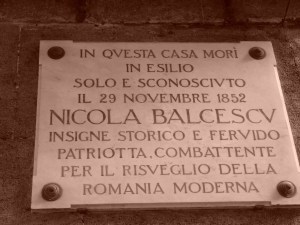 IN QVESTA CASA MORÌ
IN ESILIO
SOLO E SCONOSCIVTO
IL 29 NOVEMBRE 1852
NICOLA BALCESCV
INSIGNE STORICO E FERVIDO
PATRIOTTA. COMBATTENTE
PER IL RISVEGLIO DELLA
ROMANIA MODERNA